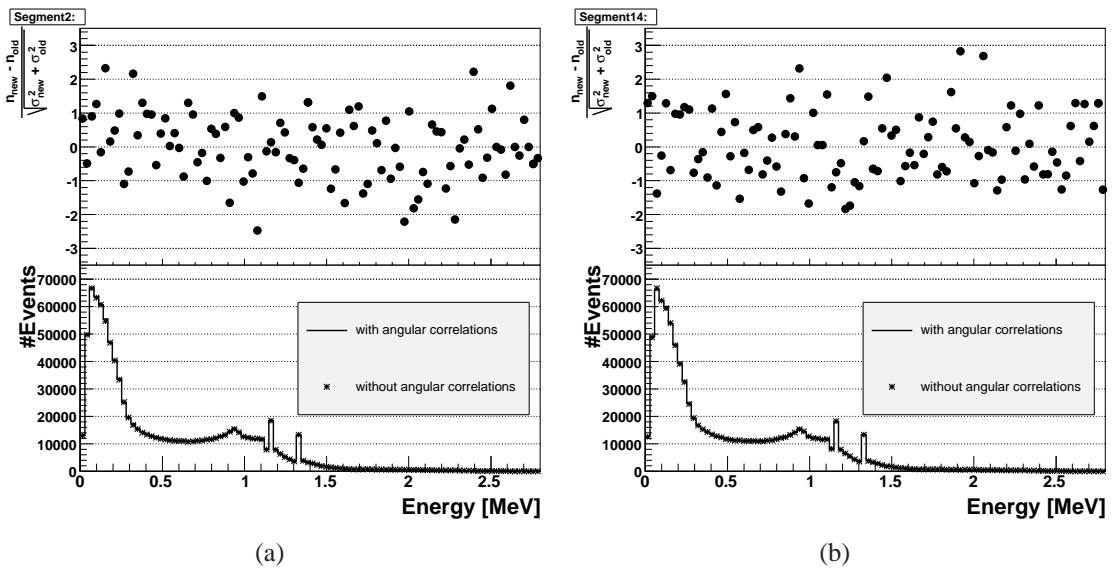 Segment2:
n_new - n_old
√σ²_new + σ²_old
3
2
1
0
-1
-2
-3
#Events
70000
60000
50000
40000
30000
20000
10000
0
with angular correlations
without angular correlations
0 0.5 1 1.5 2 2.5
Energy [MeV]
(a)
Segment14:
n_new - n_old
√σ²_new + σ²_old
3
2
1
0
-1
-2
-3
#Events
70000
60000
50000
40000
30000
20000
10000
0
with angular correlations
without angular correlations
0 0.5 1 1.5 2 2.5
Energy [MeV]
(b)